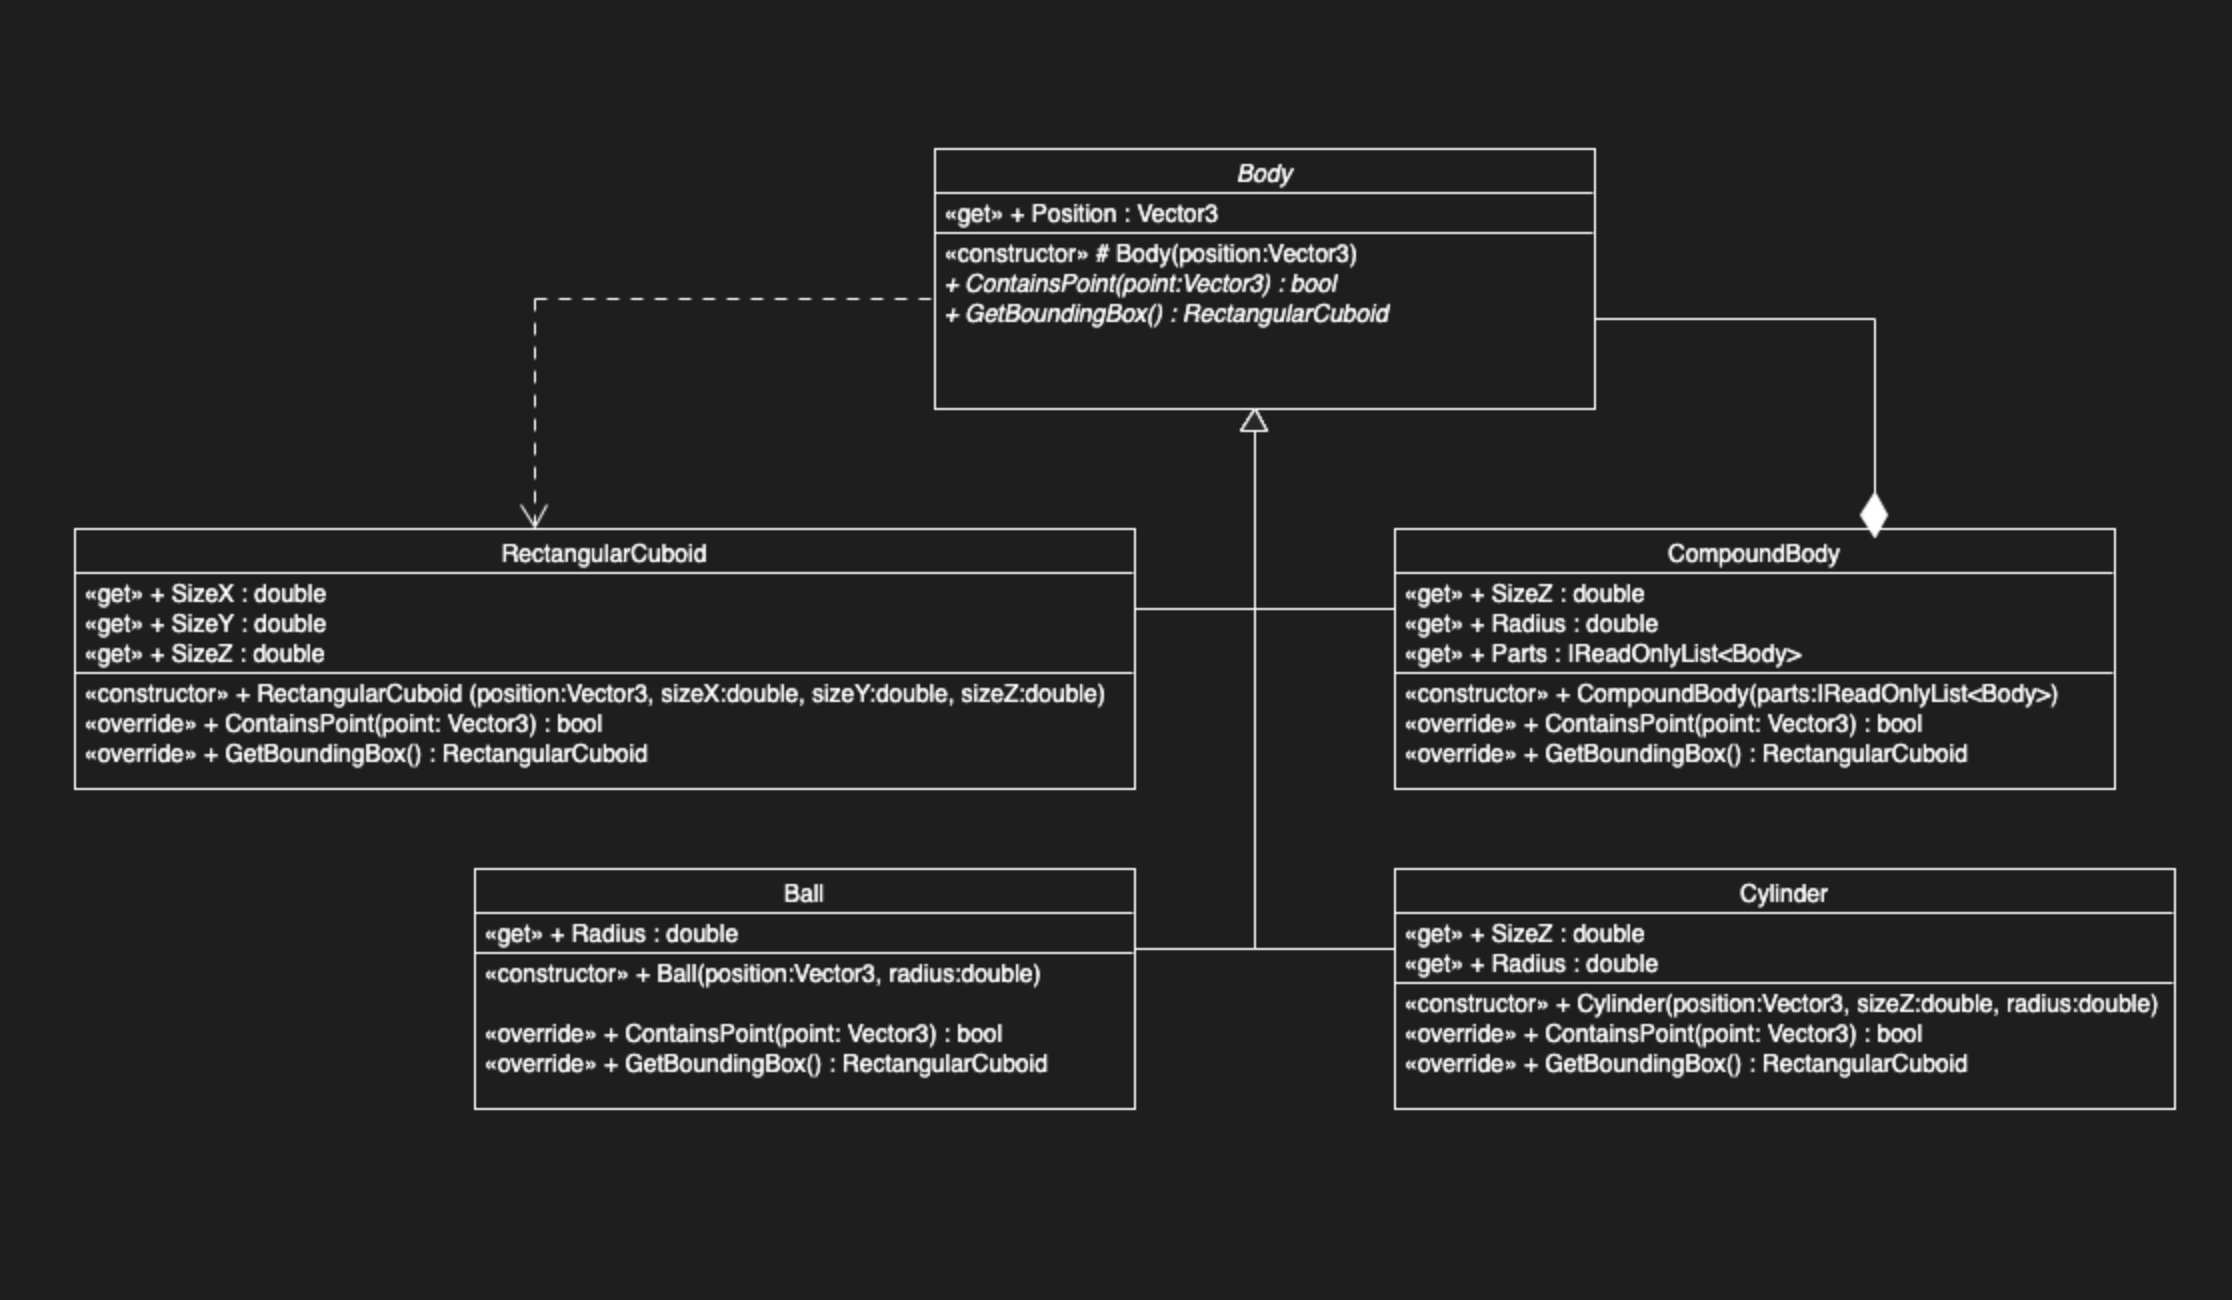 Body
«get» + Position : Vector3
«constructor» # Body(position:Vector3)
+ ContainsPoint(point:Vector3) : bool
+ GetBoundingBox() : RectangularCuboid
RectangularCuboid
«get» + SizeX : double
«get» + SizeY : double
«get» + SizeZ : double
«constructor» + RectangularCuboid (position:Vector3, sizeX:double, sizeY:double, sizeZ:double)
«override» + ContainsPoint(point: Vector3) : bool
«override» + GetBoundingBox() : RectangularCuboid
CompoundBody
«get» + SizeZ : double
«get» + Radius : double
«get» + Parts : IReadOnlyList<Body>
«constructor» + CompoundBody(parts:IReadOnlyList<Body>)
«override» + ContainsPoint(point: Vector3) : bool
«override» + GetBoundingBox() : RectangularCuboid
Ball
«get» + Radius : double
«constructor» + Ball(position:Vector3, radius:double)
«override» + ContainsPoint(point: Vector3) : bool
«override» + GetBoundingBox() : RectangularCuboid
Cylinder
«get» + SizeZ : double
«get» + Radius : double
«constructor» + Cylinder(position:Vector3, sizeZ:double, radius:double)
«override» + ContainsPoint(point: Vector3) : bool
«override» + GetBoundingBox() : RectangularCuboid